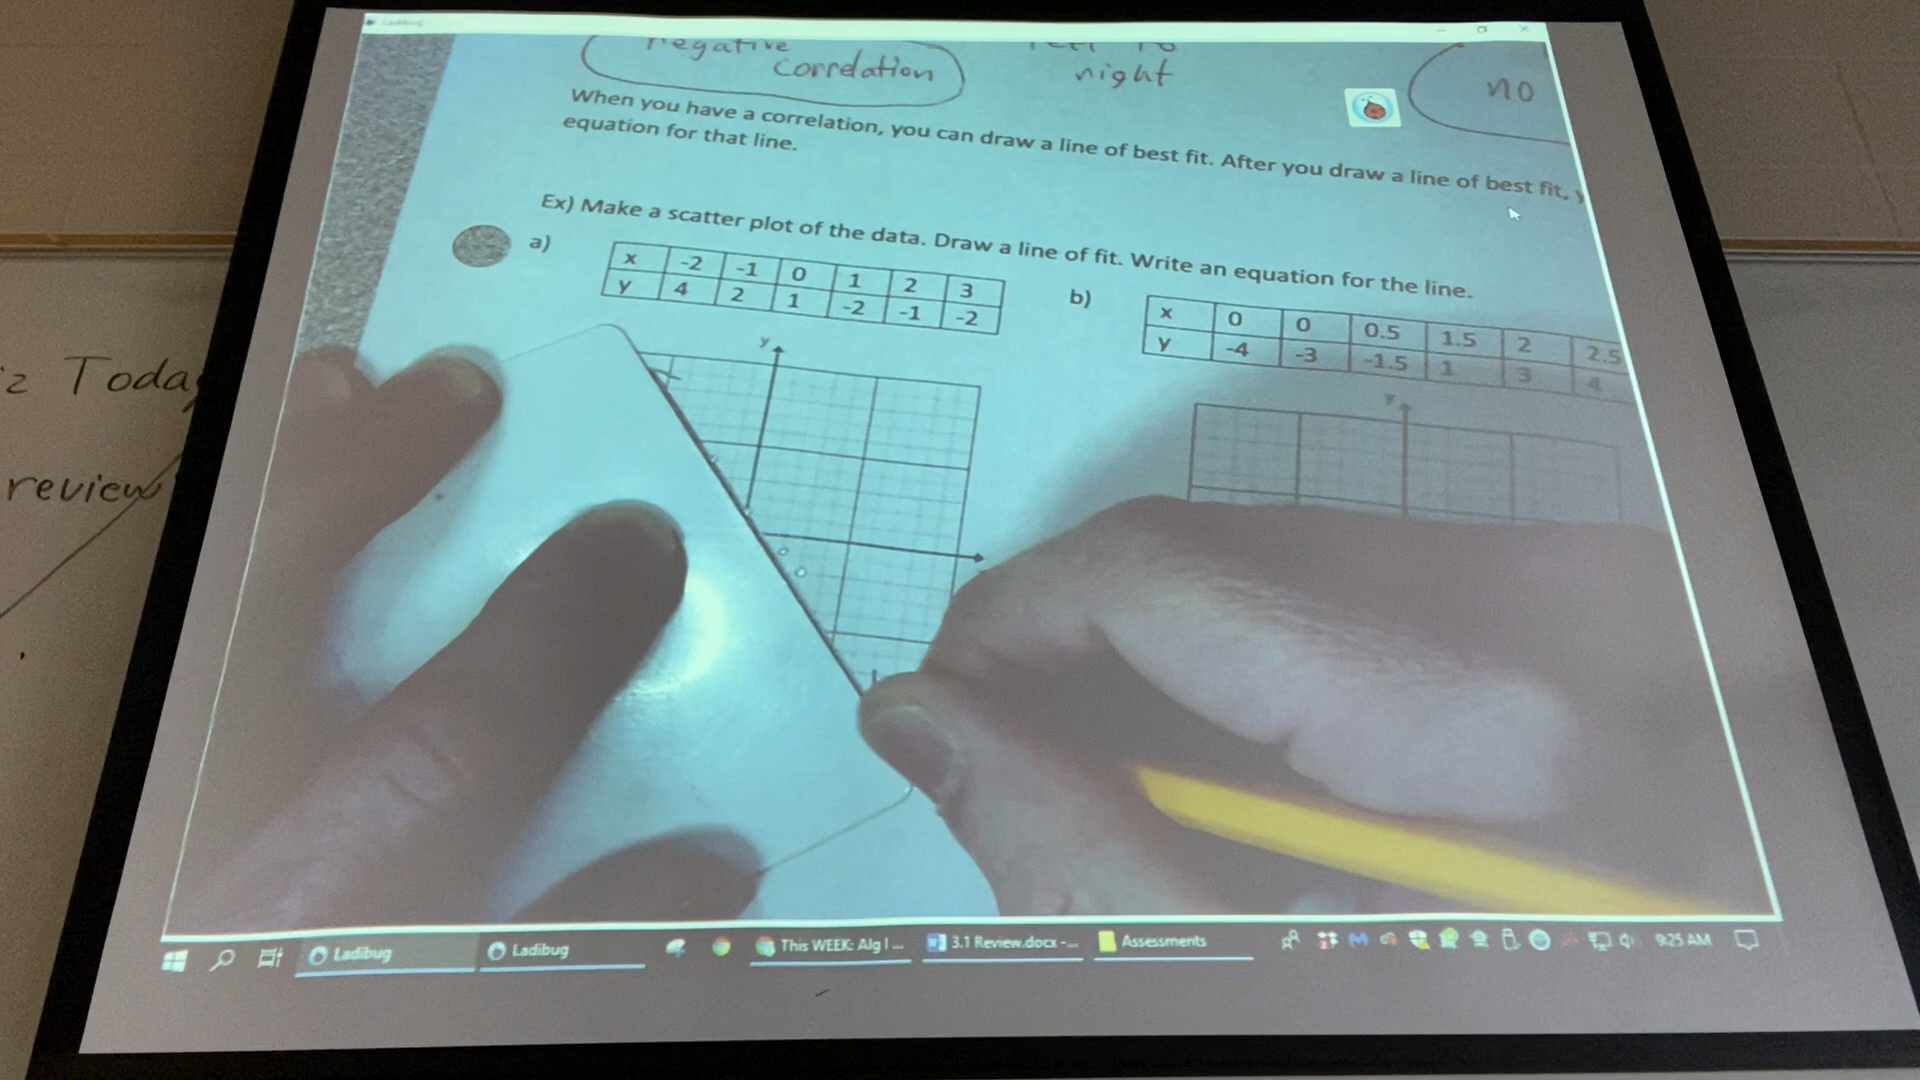 Ladibug
negative
correlation
right
no
When you have a correlation, you can draw a line of best fit. After you draw a line of best fit,
equation for that line.
Ex) Make a scatter plot of the data. Draw a line of fit. Write an equation for the line.
a)
x -2 -1 0 1 2 3
y 4 2 1 -2 -1 -2
b)
x 0 0 0.5 1.5 2 2.5
y -4 -3 -1.5 1 3 4
y
y
review
Ladibug
Ladibug
This WEEK: Alg I ...
3.1 Review.docx -...
Assessments
9:25 AM